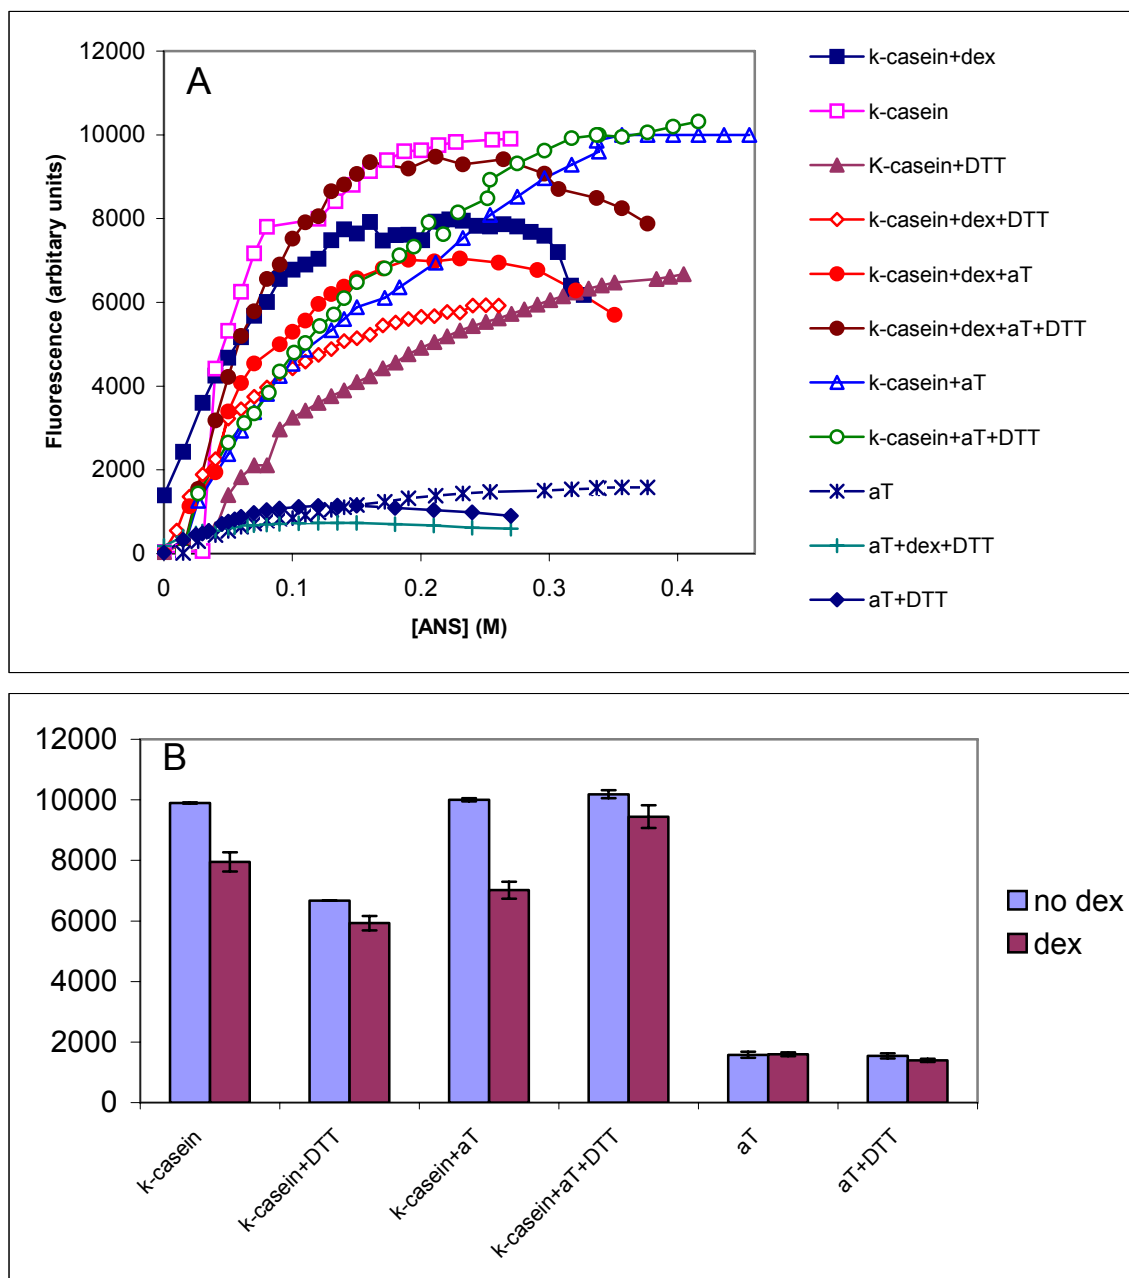 A
12000
10000
8000
6000
4000
2000
0
Fluorescence (arbitrary units)
0 0.1 0.2 0.3 0.4
[ANS] (M)
k-casein+dex
k-casein
K-casein+DTT
k-casein+dex+DTT
k-casein+dex+aT
k-casein+dex+aT+DTT
k-casein+aT
k-casein+aT+DTT
aT
aT+dex+DTT
aT+DTT
B
12000
10000
8000
6000
4000
2000
0
k-casein
k-casein+DTT
k-casein+aT
k-casein+aT+DTT
aT
aT+DTT
no dex
dex